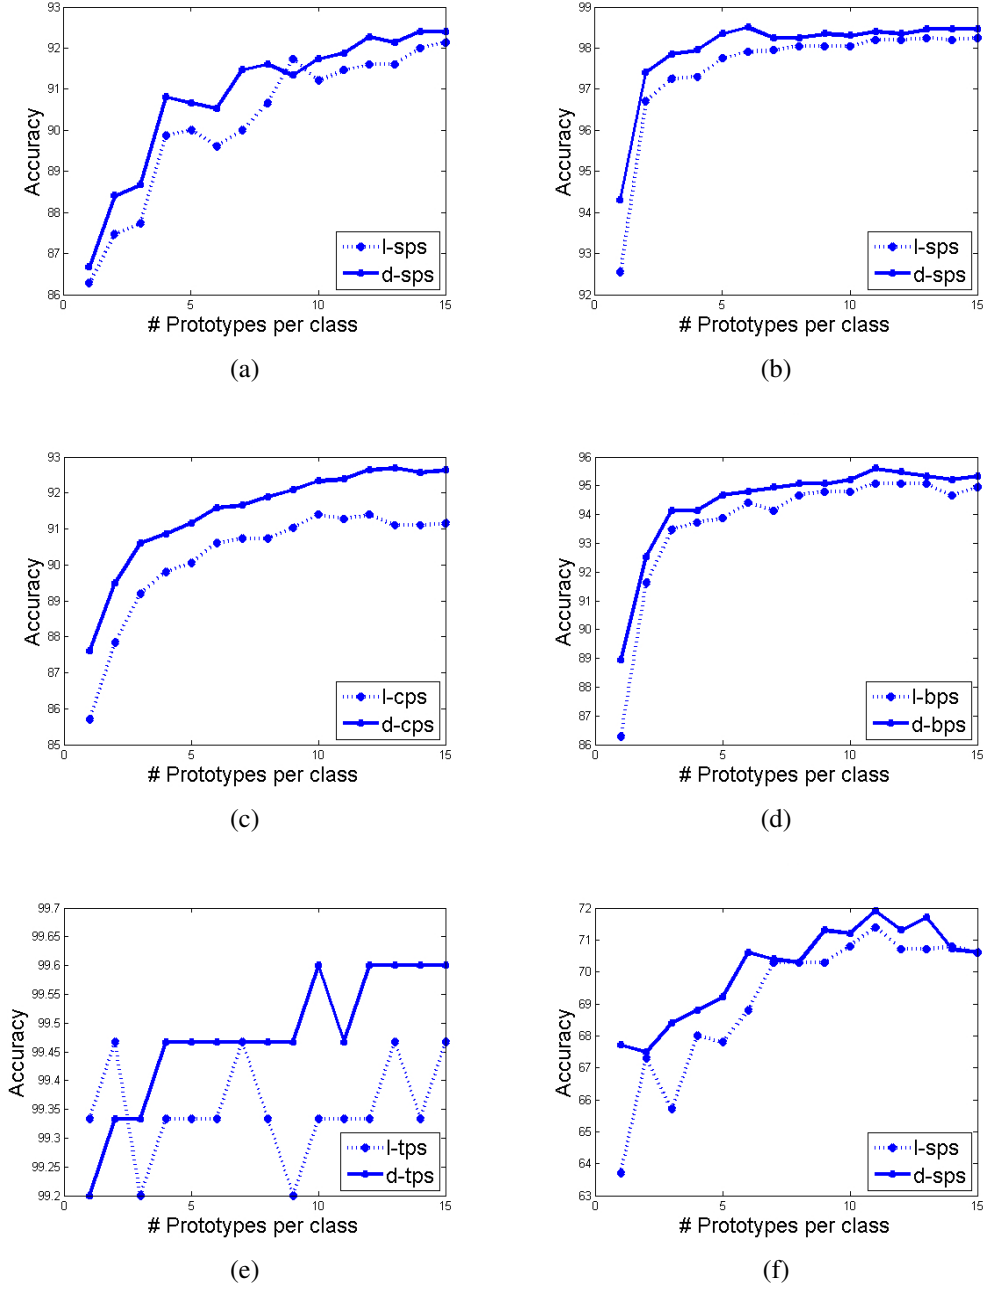 93
92
91
90
89
88
87
86
0
5
10
15
Accuracy
# Prototypes per class
l-sps
d-sps
(a)
99
98
97
96
95
94
93
92
0
5
10
15
Accuracy
# Prototypes per class
l-sps
d-sps
(b)
93
92
91
90
89
88
87
86
85
0
5
10
15
Accuracy
# Prototypes per class
l-cps
d-cps
(c)
96
95
94
93
92
91
90
89
88
87
86
0
5
10
15
Accuracy
# Prototypes per class
l-bps
d-bps
(d)
99.7
99.65
99.6
99.55
99.5
99.45
99.4
99.35
99.3
99.25
99.2
0
5
10
15
Accuracy
# Prototypes per class
l-tps
d-tps
(e)
72
71
70
69
68
67
66
65
64
63
0
5
10
15
Accuracy
# Prototypes per class
l-sps
d-sps
(f)